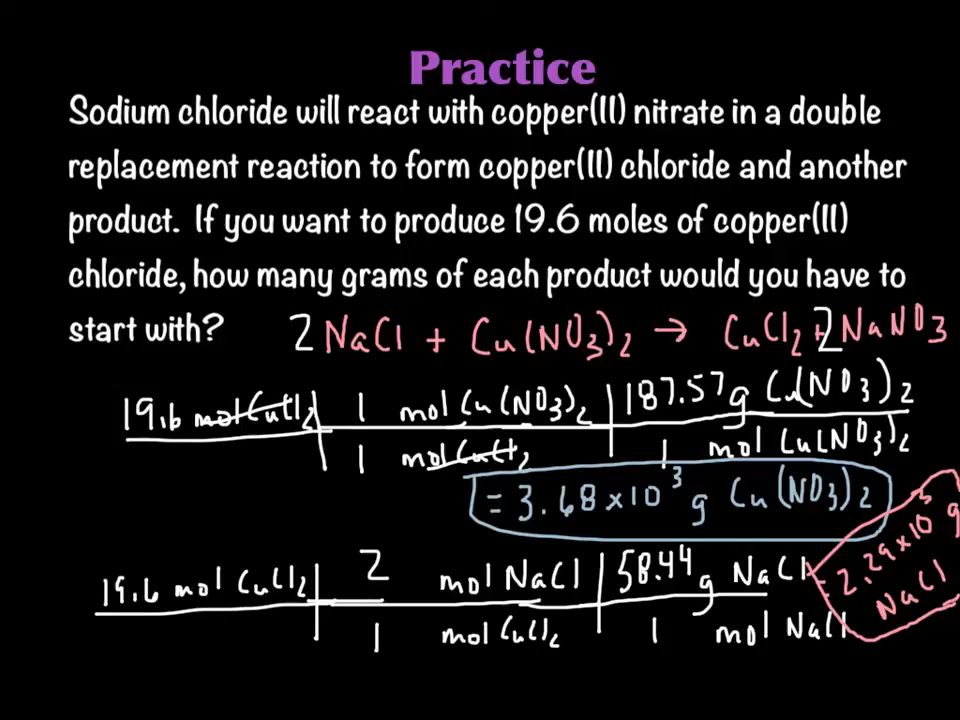 Practice
Sodium chloride will react with copper(II) nitrate in a double
replacement reaction to form copper(II) chloride and another
product. If you want to produce 19.6 moles of copper(II)
chloride, how many grams of each product would you have to
start with?
2 NaCl + Cu(NO3)2 → CuCl2 + 2 NaNO3
19.6 mol CuCl2 | 1 mol Cu(NO3)2 | 187.57 g Cu(NO3)2
1 mol CuCl2 | 1 mol Cu(NO3)2
= 3.68 x 10^3 g Cu(NO3)2
19.6 mol CuCl2 | 2 mol NaCl | 58.44 g NaCl
1 mol CuCl2 | 1 mol NaCl
= 2.29 x 10^3 g
NaCl